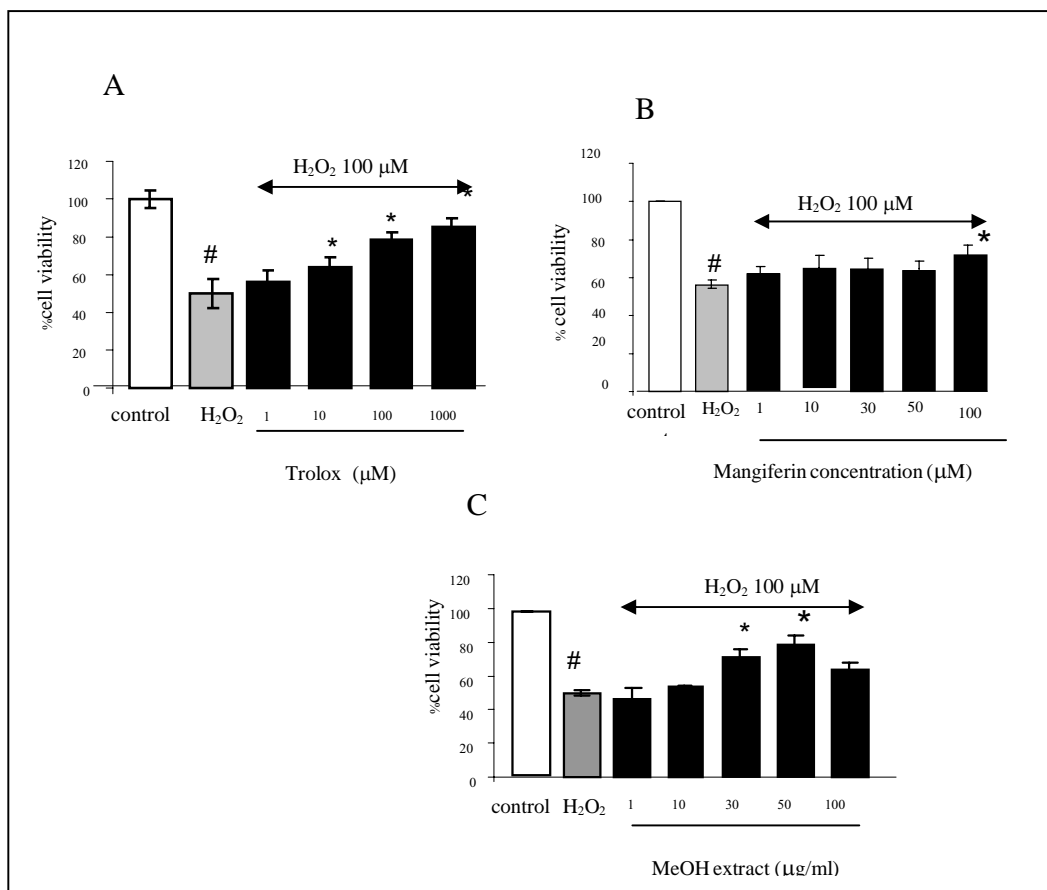 A
H₂O₂ 100 μM
120
100
80
60
40
20
0
%cell viability
#
*
*
*
control
H₂O₂
1
10
100
1000
Trolox (μM)
B
H₂O₂ 100 μM
120
100
80
60
40
20
0
% cell viability
#
*
control
H₂O₂
1
10
30
50
100
Mangiferin concentration (μM)
C
H₂O₂ 100 μM
120
100
80
60
40
20
0
%cell viability
#
*
*
control
H₂O₂
1
10
30
50
100
MeOH extract (μg/ml)